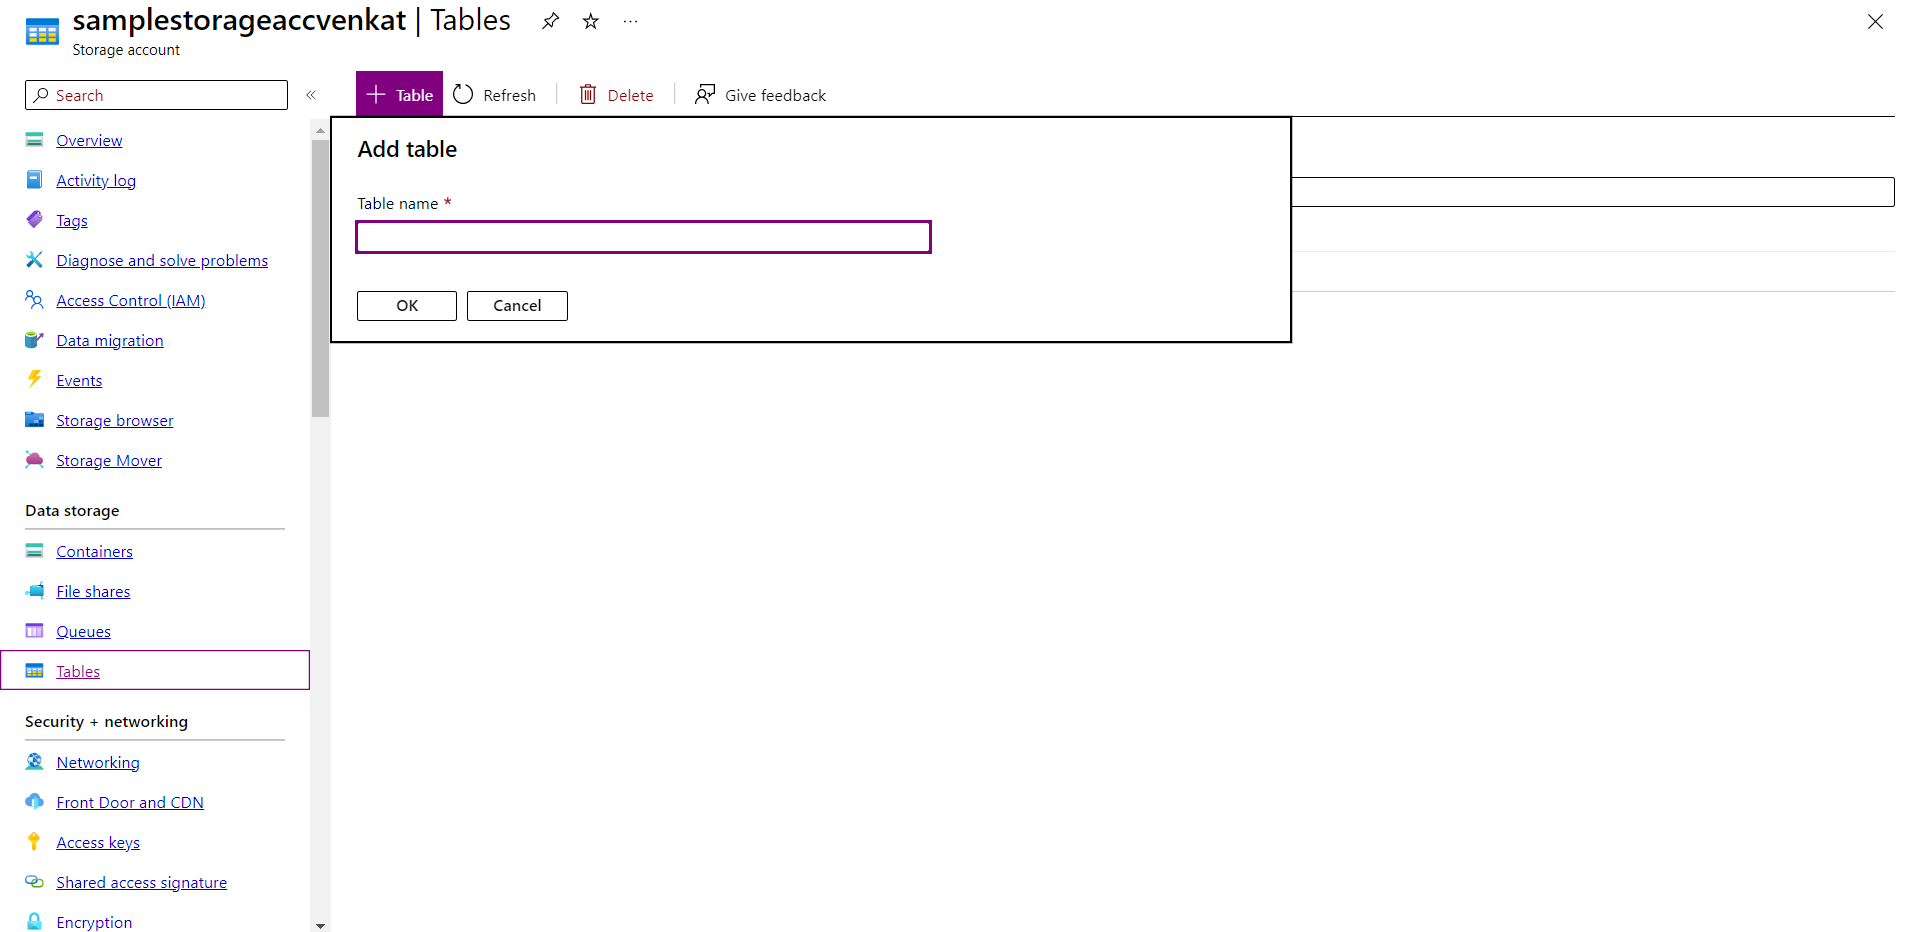 samplestorageaccvenkat | Tables
Storage account
Search
Table
Refresh
Delete
Give feedback
Add table
Table name *
OK
Cancel
Overview
Activity log
Tags
Diagnose and solve problems
Access Control (IAM)
Data migration
Events
Storage browser
Storage Mover
Data storage
Containers
File shares
Queues
Tables
Security + networking
Networking
Front Door and CDN
Access keys
Shared access signature
Encryption